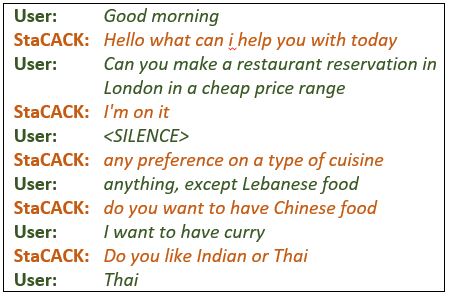 User: Good morning
StaCACK: Hello what can i help you with today
User: Can you make a restaurant reservation in
London in a cheap price range
StaCACK: I'm on it
User: <SILENCE>
StaCACK: any preference on a type of cuisine
User: anything, except Lebanese food
StaCACK: do you want to have Chinese food
User: I want to have curry
StaCACK: Do you like Indian or Thai
User: Thai